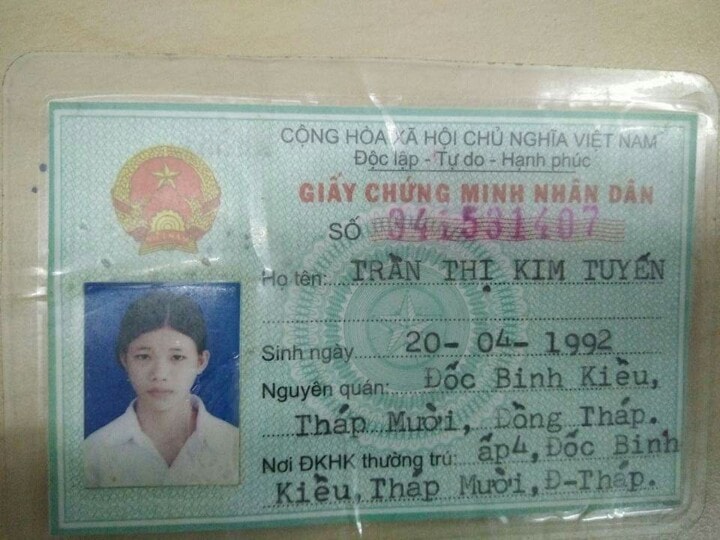 CỘNG HÒA XÃ HỘI CHỦ NGHĨA VIỆT NAM
Độc lập - Tự do - Hạnh phúc
GIẤY CHỨNG MINH NHÂN DÂN
SỐ 341531407
Họ tên: TRẦN THỊ KIM TUYẾN
Sinh ngày 20-04-1992
Nguyên quán: Đốc Binh Kiều,
Tháp Mười, Đồng Tháp.
Nơi ĐKHK thường trú: ấp4, Đốc Binh
Kiều, Tháp Mười, Đ-Tháp.